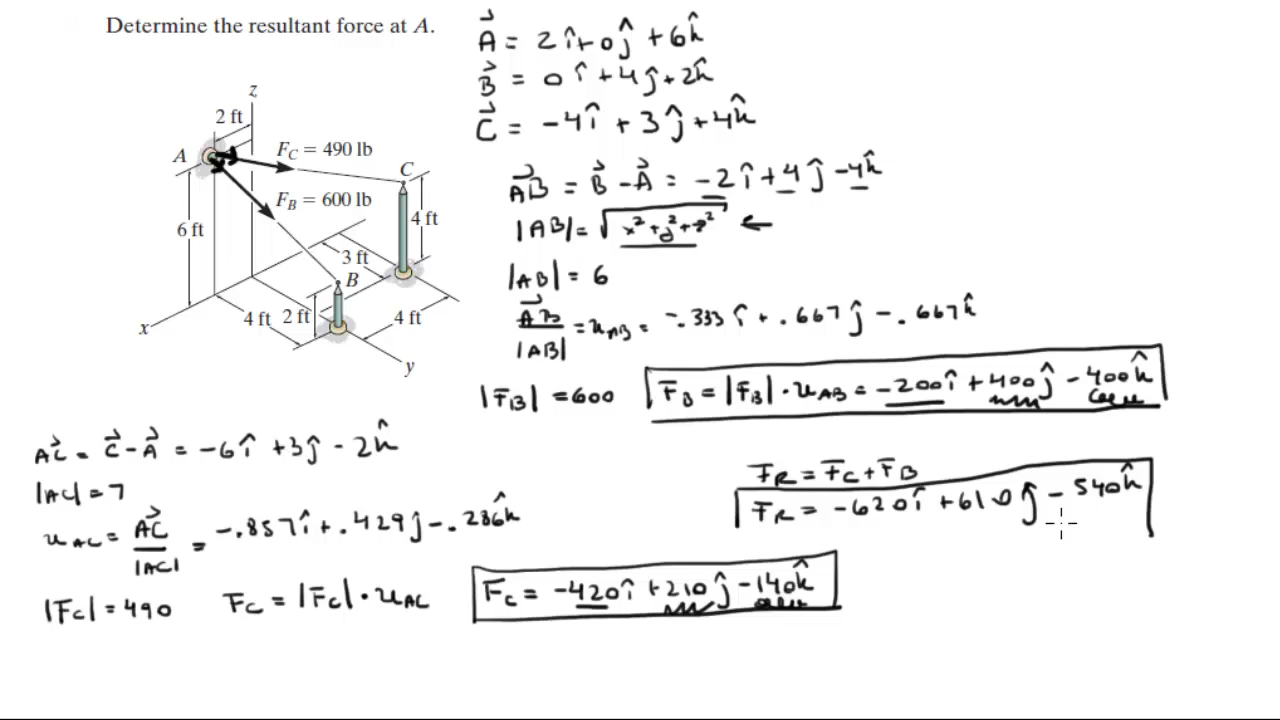 Determine the resultant force at A.
z
2 ft
A
F_C = 490 lb
C
F_B = 600 lb
4 ft
6 ft
3 ft
B
x
4 ft
2 ft
4 ft
y
A⃗ = 2î+0ĵ+6k̂
B⃗ = 0î+4ĵ+2k̂
C⃗ = -4î+3ĵ+4k̂
AB⃗ = B⃗ - A⃗ = -2î+4ĵ-4k̂
|AB| = √x²+y²+z² ←
|AB| = 6
AB⃗/|AB| = u_AB = -.333î + .667ĵ - .667k̂
|F_B| = 600
F_B = |F_B| · u_AB = -200î + 400ĵ - 400k̂
AC⃗ = C⃗ - A⃗ = -6î + 3ĵ - 2k̂
|AC| = 7
u_AC = AC⃗/|AC| = -.857î + .429ĵ - .286k̂
|F_C| = 490
F_C = |F_C| · u_AC
F_C = -420î + 210ĵ - 140k̂
F_R = F_C + F_B
F_R = -620î + 610ĵ - 540k̂